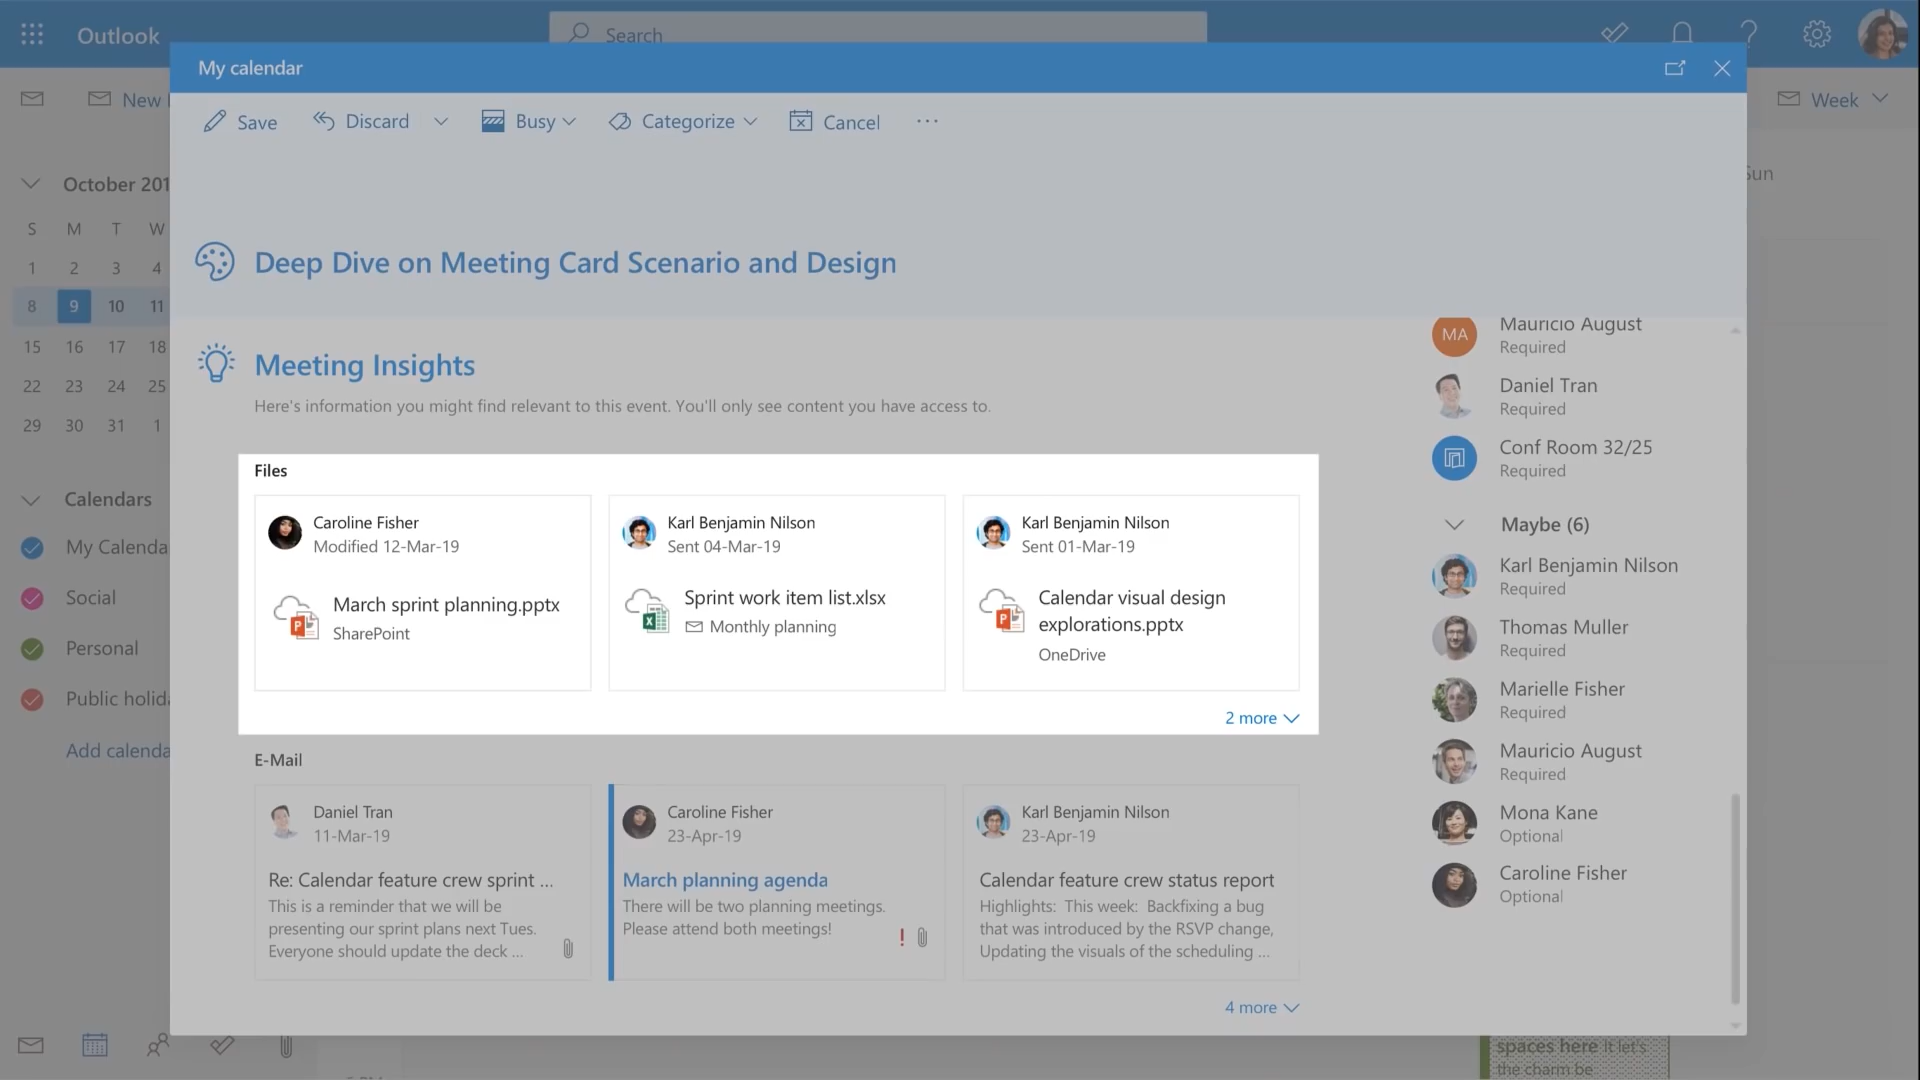 Outlook
Search
My calendar
New
Week
Save
Discard
Busy
Categorize
Cancel
October 201
Sun
S M T W
1 2 3 4
8 9 10 11
15 16 17 18
22 23 24 25
29 30 31 1
Calendars
My Calenda
Social
Personal
Public holida
Add calenda
Deep Dive on Meeting Card Scenario and Design
Meeting Insights
Here's information you might find relevant to this event. You'll only see content you have access to.
Files
Caroline Fisher
Modified 12-Mar-19
March sprint planning.pptx
SharePoint
Karl Benjamin Nilson
Sent 04-Mar-19
Sprint work item list.xlsx
Monthly planning
Karl Benjamin Nilson
Sent 01-Mar-19
Calendar visual design
explorations.pptx
OneDrive
2 more
E-Mail
Daniel Tran
11-Mar-19
Re: Calendar feature crew sprint ...
This is a reminder that we will be
presenting our sprint plans next Tues.
Everyone should update the deck ...
Caroline Fisher
23-Apr-19
March planning agenda
There will be two planning meetings.
Please attend both meetings!
Karl Benjamin Nilson
23-Apr-19
Calendar feature crew status report
Highlights: This week: Backfixing a bug
that was introduced by the RSVP change,
Updating the visuals of the scheduling ...
4 more
MA
Mauricio August
Required
Daniel Tran
Required
Conf Room 32/25
Required
Maybe (6)
Karl Benjamin Nilson
Required
Thomas Muller
Required
Marielle Fisher
Required
Mauricio August
Required
Mona Kane
Optional
Caroline Fisher
Optional
spaces here It let's
the charm be